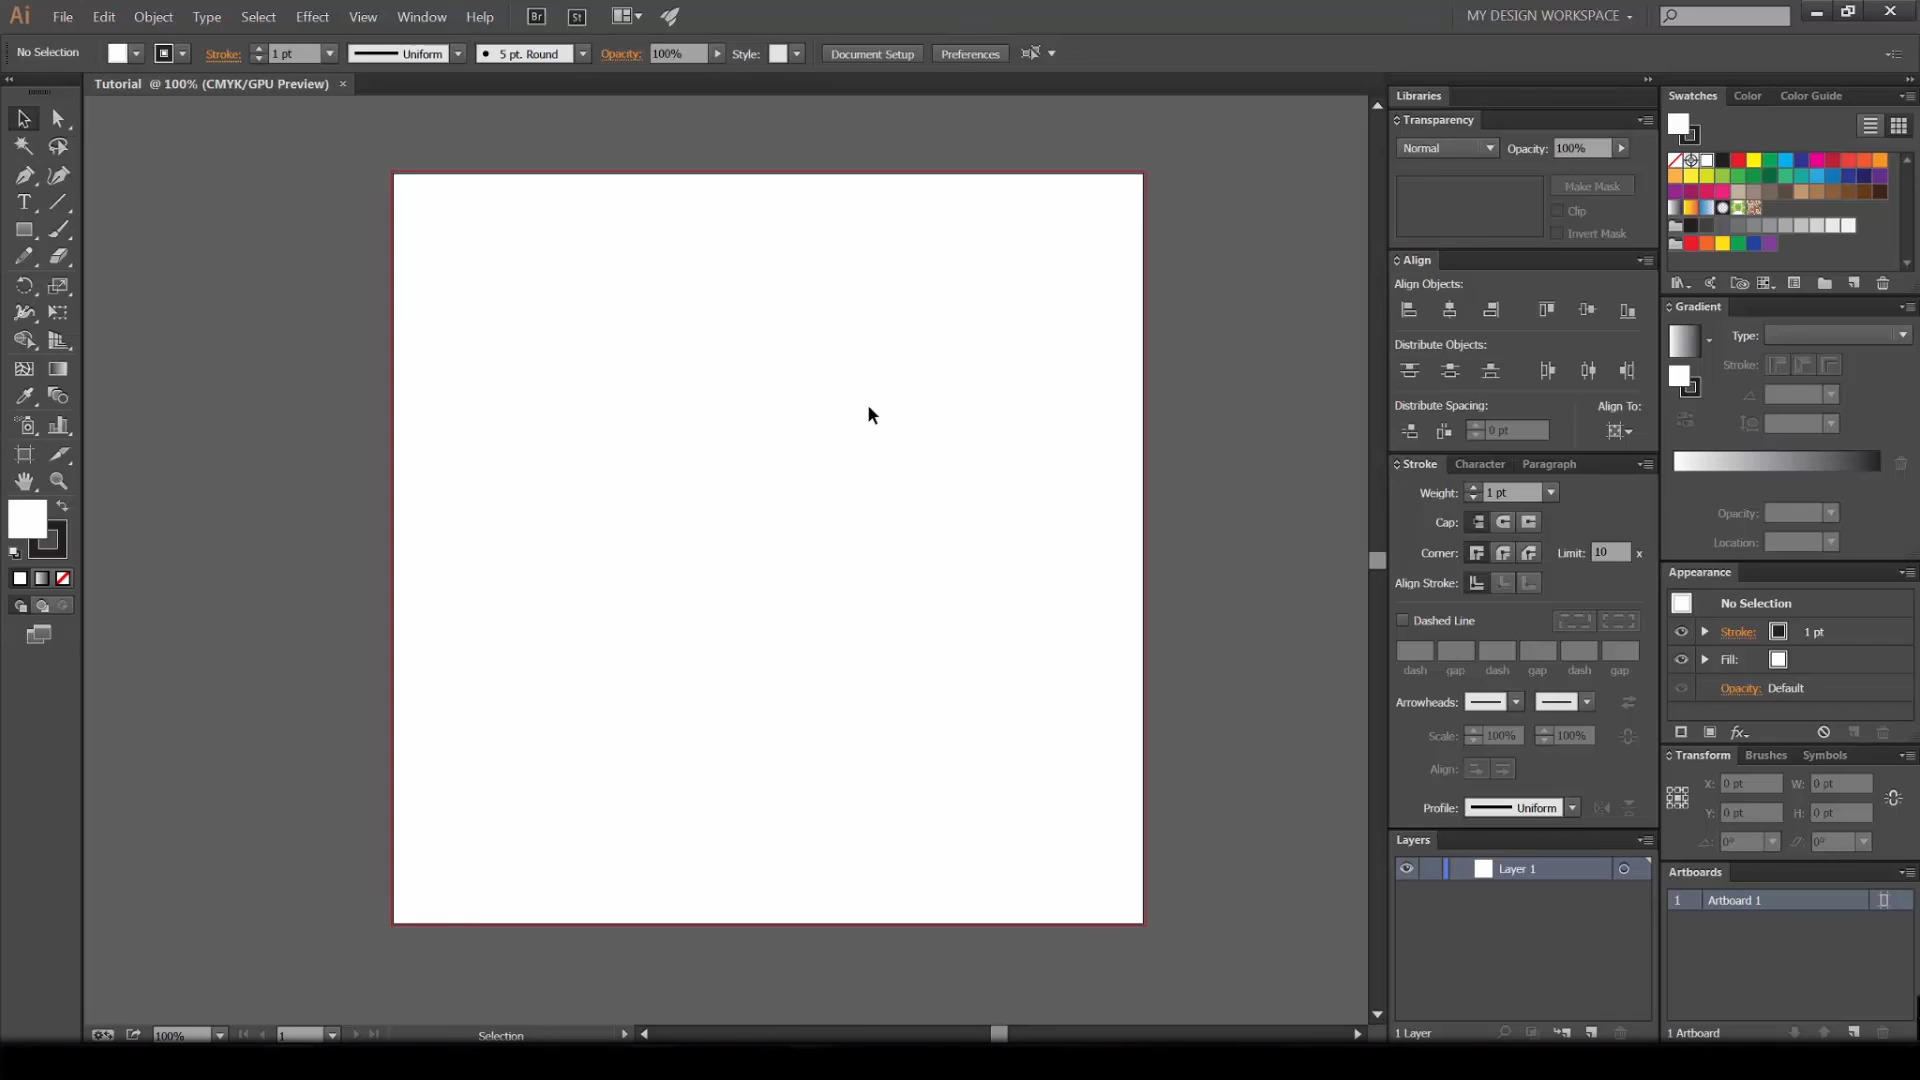 Ai File Edit Object Type Select Effect View Window Help Br St MY DESIGN WORKSPACE
No Selection Stroke: 1 pt Uniform 5 pt. Round Opacity: 100% Style: Document Setup Preferences
Tutorial @ 100% (CMYK/GPU Preview) ×
Libraries
Transparency
Normal Opacity: 100%
Make Mask
Clip
Invert Mask
Align
Align Objects:
Distribute Objects:
Distribute Spacing: Align To:
0 pt
Stroke Character Paragraph
Weight: 1 pt
Cap:
Corner: Limit: 10 x
Align Stroke:
Dashed Line
dash gap dash gap dash gap
Arrowheads:
Scale: 100% 100%
Align:
Profile: Uniform
Layers
Layer 1
1 Layer
Swatches Color Color Guide
Gradient
Type:
Stroke:
Opacity:
Location:
Appearance
No Selection
Stroke: 1 pt
Fill:
Opacity: Default
fx
Transform Brushes Symbols
X: 0 pt W: 0 pt
Y: 0 pt H: 0 pt
0° 0°
Artboards
1 Artboard 1
1 Artboard
100% 1 Selection